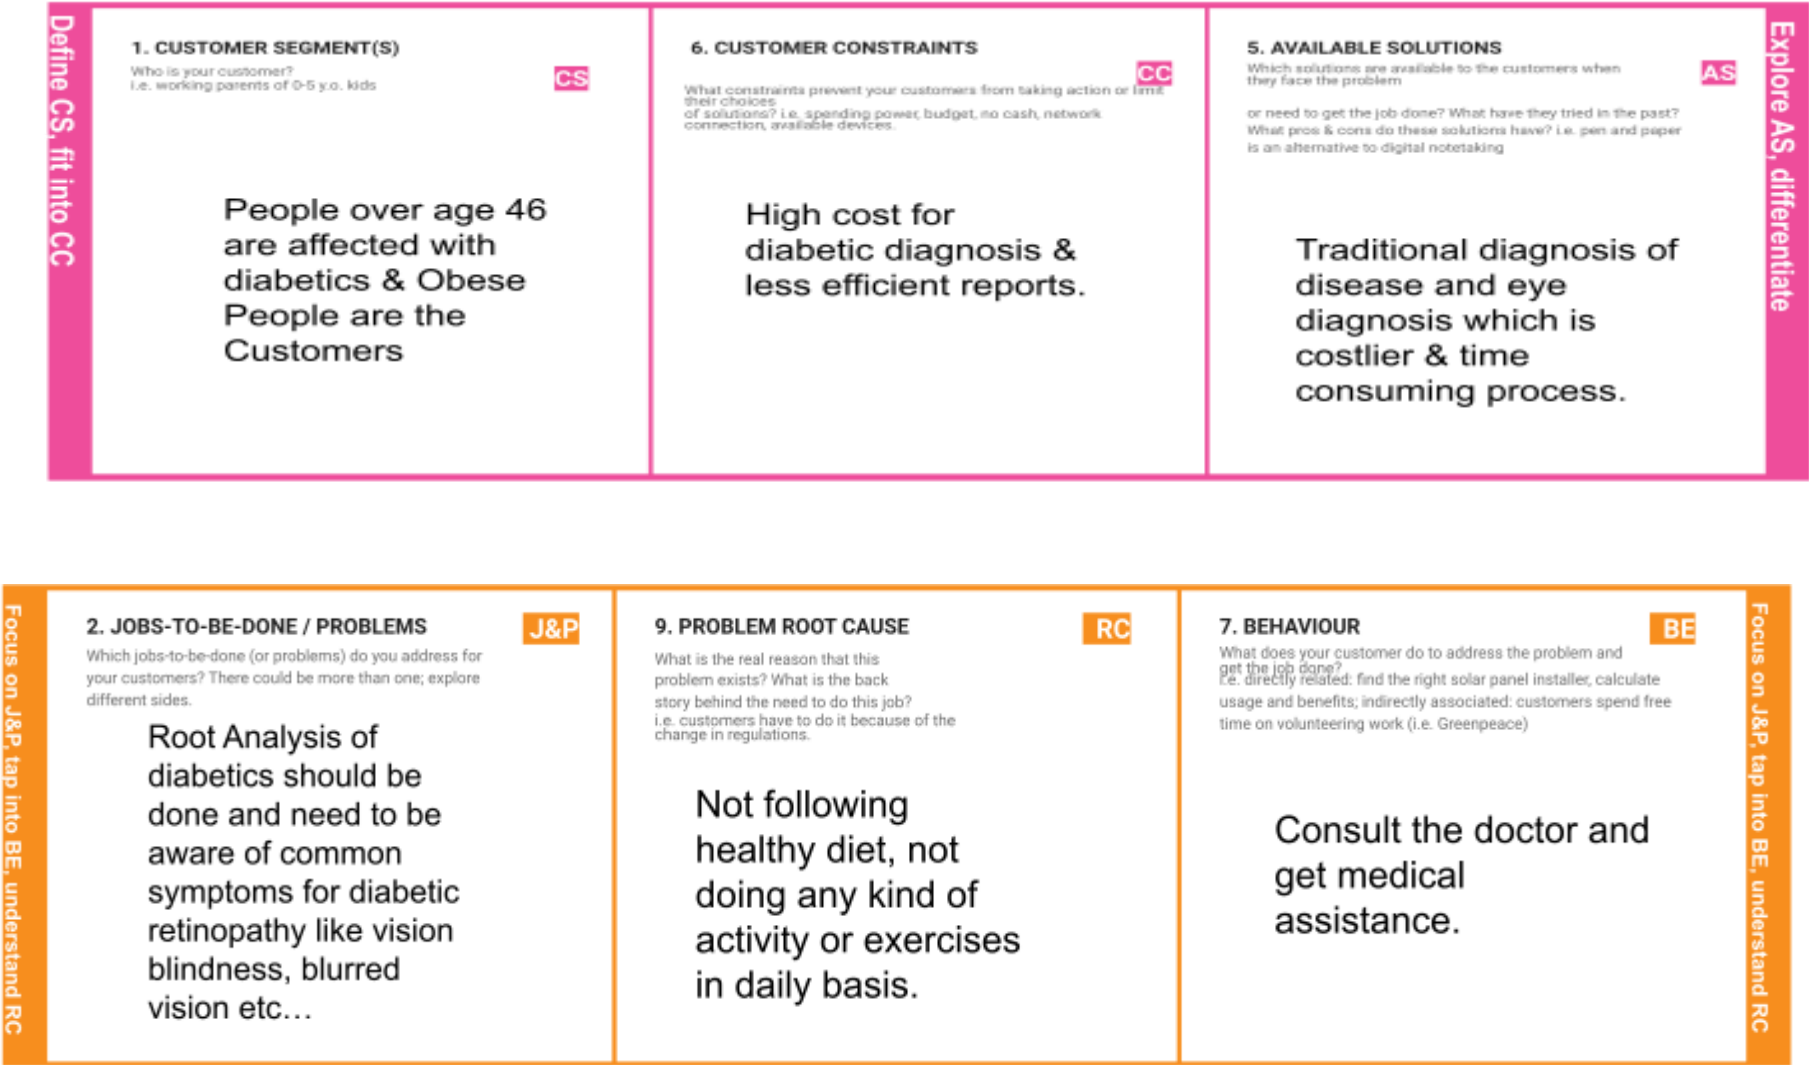 Define CS, fit into CC
1. CUSTOMER SEGMENT(S)
Who is your customer?
i.e. working parents of 0-5 y.o. kids
CS
People over age 46
are affected with
diabetics & Obese
People are the
Customers
6. CUSTOMER CONSTRAINTS
CC
What constraints prevent your customers from taking action or limit
their choices
of solutions? i.e. spending power, budget, no cash, network
connection, available devices.
High cost for
diabetic diagnosis &
less efficient reports.
5. AVAILABLE SOLUTIONS
Which solutions are available to the customers when
they face the problem
AS
or need to get the job done? What have they tried in the past?
What pros & cons do these solutions have? i.e. pen and paper
is an alternative to digital notetaking
Traditional diagnosis of
disease and eye
diagnosis which is
costlier & time
consuming process.
Explore AS, differentiate
Focus on J&P, tap into BE, understand RC
2. JOBS-TO-BE-DONE / PROBLEMS
J&P
Which jobs-to-be-done (or problems) do you address for
your customers? There could be more than one; explore
different sides.
Root Analysis of
diabetics should be
done and need to be
aware of common
symptoms for diabetic
retinopathy like vision
blindness, blurred
vision etc...
9. PROBLEM ROOT CAUSE
RC
What is the real reason that this
problem exists? What is the back
story behind the need to do this job?
i.e. customers have to do it because of the
change in regulations.
Not following
healthy diet, not
doing any kind of
activity or exercises
in daily basis.
7. BEHAVIOUR
BE
What does your customer do to address the problem and
get the job done?
i.e. directly related: find the right solar panel installer, calculate
usage and benefits; indirectly associated: customers spend free
time on volunteering work (i.e. Greenpeace)
Consult the doctor and
get medical
assistance.
Focus on J&P, tap into BE, understand RC